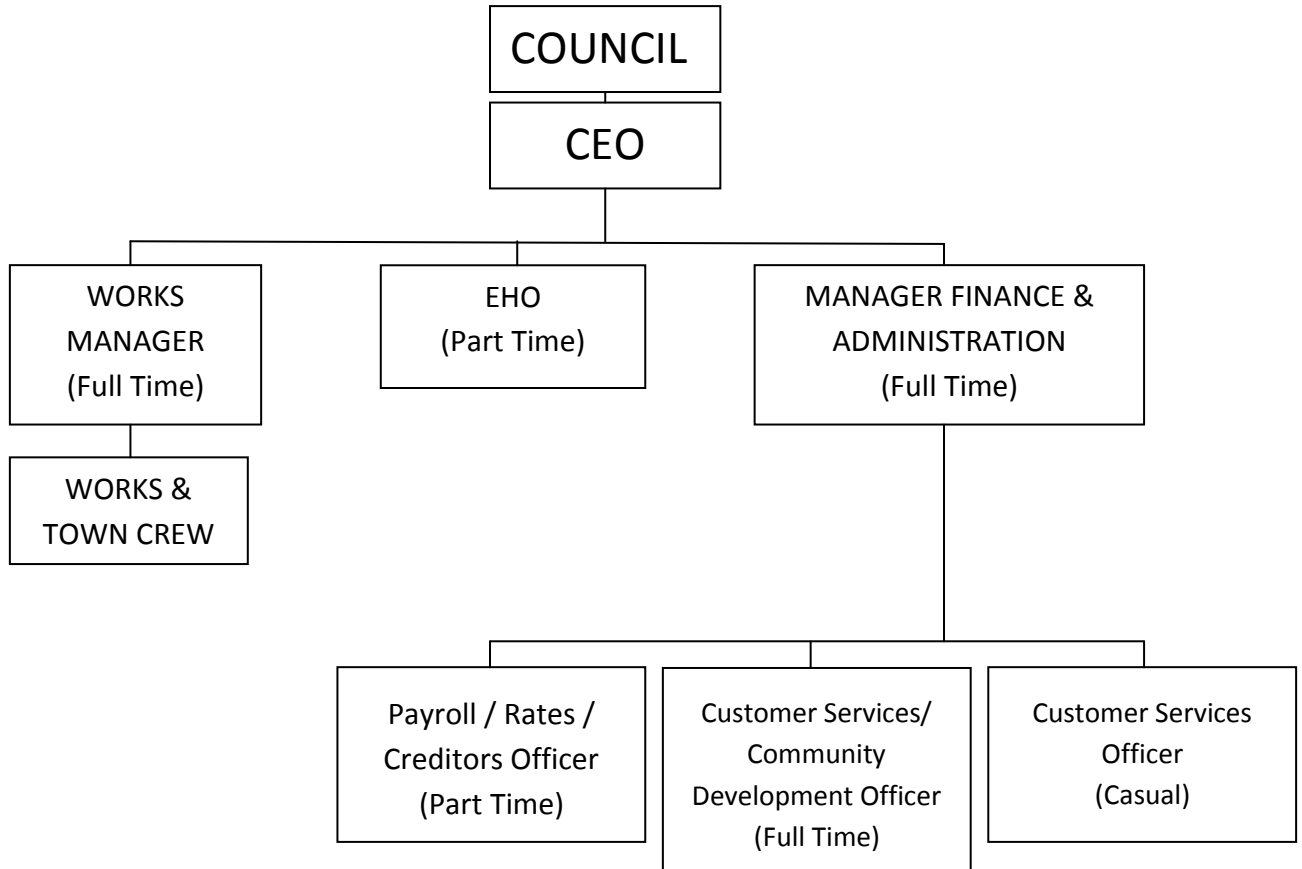 COUNCIL
CEO
WORKS
MANAGER
(Full Time)
EHO
(Part Time)
MANAGER FINANCE &
ADMINISTRATION
(Full Time)
WORKS &
TOWN CREW
Payroll / Rates /
Creditors Officer
(Part Time)
Customer Services/
Community
Development Officer
(Full Time)
Customer Services
Officer
(Casual)